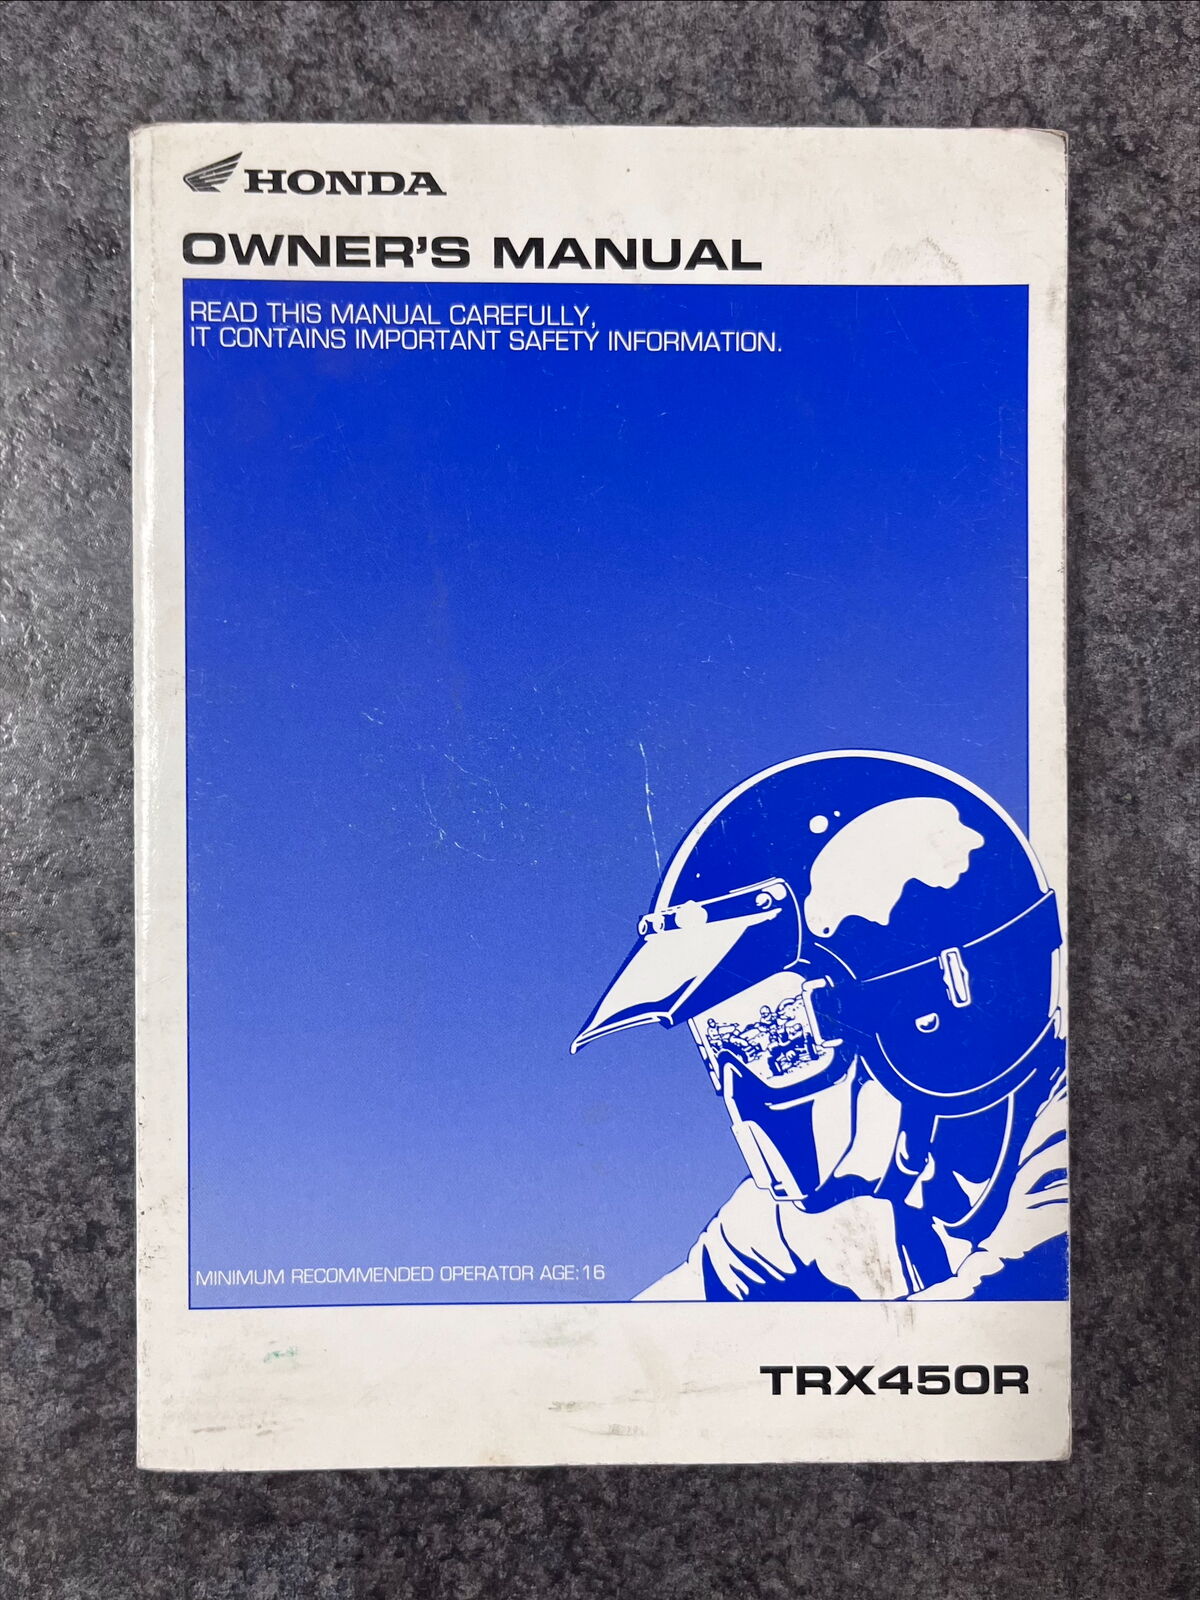 HONDA
OWNER'S MANUAL
READ THIS MANUAL CAREFULLY,
IT CONTAINS IMPORTANT SAFETY INFORMATION.
MINIMUM RECOMMENDED OPERATOR AGE:16
TRX450R